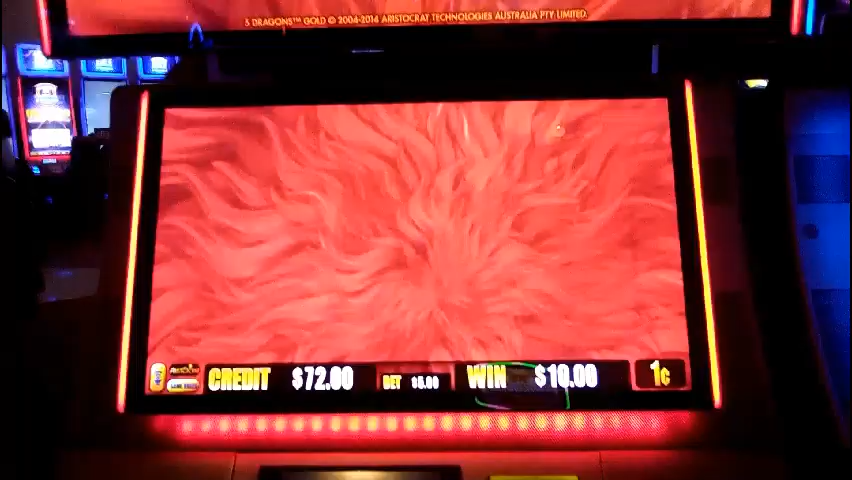 5 DRAGONS™ GOLD © 2004-2014 ARISTOCRAT TECHNOLOGIES AUSTRALIA PTY LIMITED.
CREDIT $72.00 BET $5.00 WIN $10.00 1¢